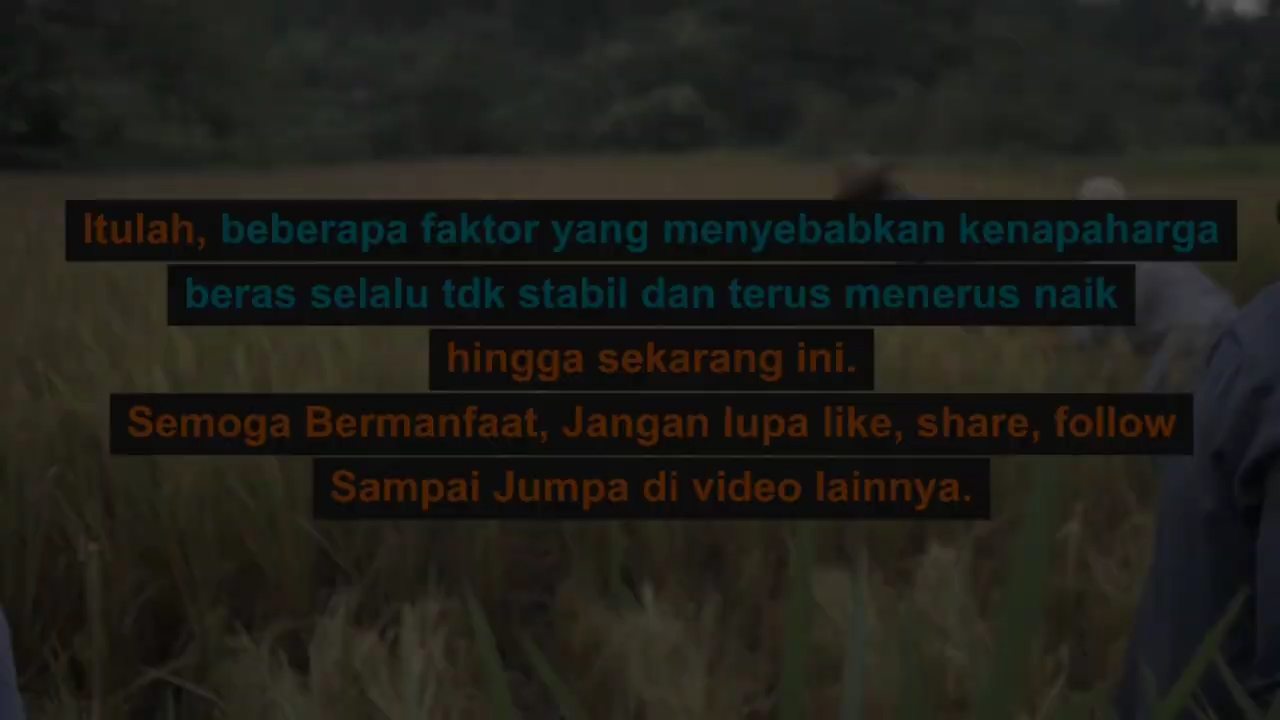 Itulah, beberapa faktor yang menyebabkan kenapaharga
beras selalu tdk stabil dan terus menerus naik
hingga sekarang ini.
Semoga Bermanfaat, Jangan lupa like, share, follow
Sampai Jumpa di video lainnya.